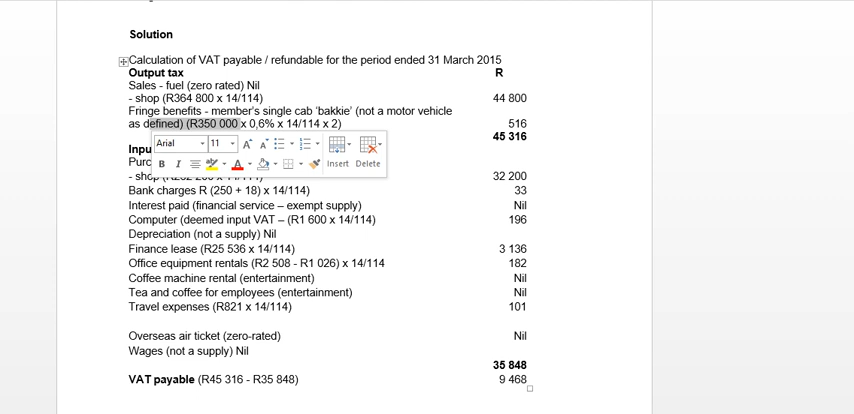 Solution
Calculation of VAT payable / refundable for the period ended 31 March 2015
Output tax R
Sales - fuel (zero rated) Nil
- shop (R364 800 x 14/114) 44 800
Fringe benefits - member's single cab 'bakkie' (not a motor vehicle
as defined) (R350 000 x 0,6% x 14/114 x 2) 516
45 316
Arial 11 A A
B I A Insert Delete
- shop 32 200
Bank charges R (250 + 18) x 14/114) 33
Interest paid (financial service – exempt supply) Nil
Computer (deemed input VAT – (R1 600 x 14/114) 196
Depreciation (not a supply) Nil
Finance lease (R25 536 x 14/114) 3 136
Office equipment rentals (R2 508 - R1 026) x 14/114 182
Coffee machine rental (entertainment) Nil
Tea and coffee for employees (entertainment) Nil
Travel expenses (R821 x 14/114) 101
Overseas air ticket (zero-rated) Nil
Wages (not a supply) Nil
35 848
VAT payable (R45 316 - R35 848) 9 468